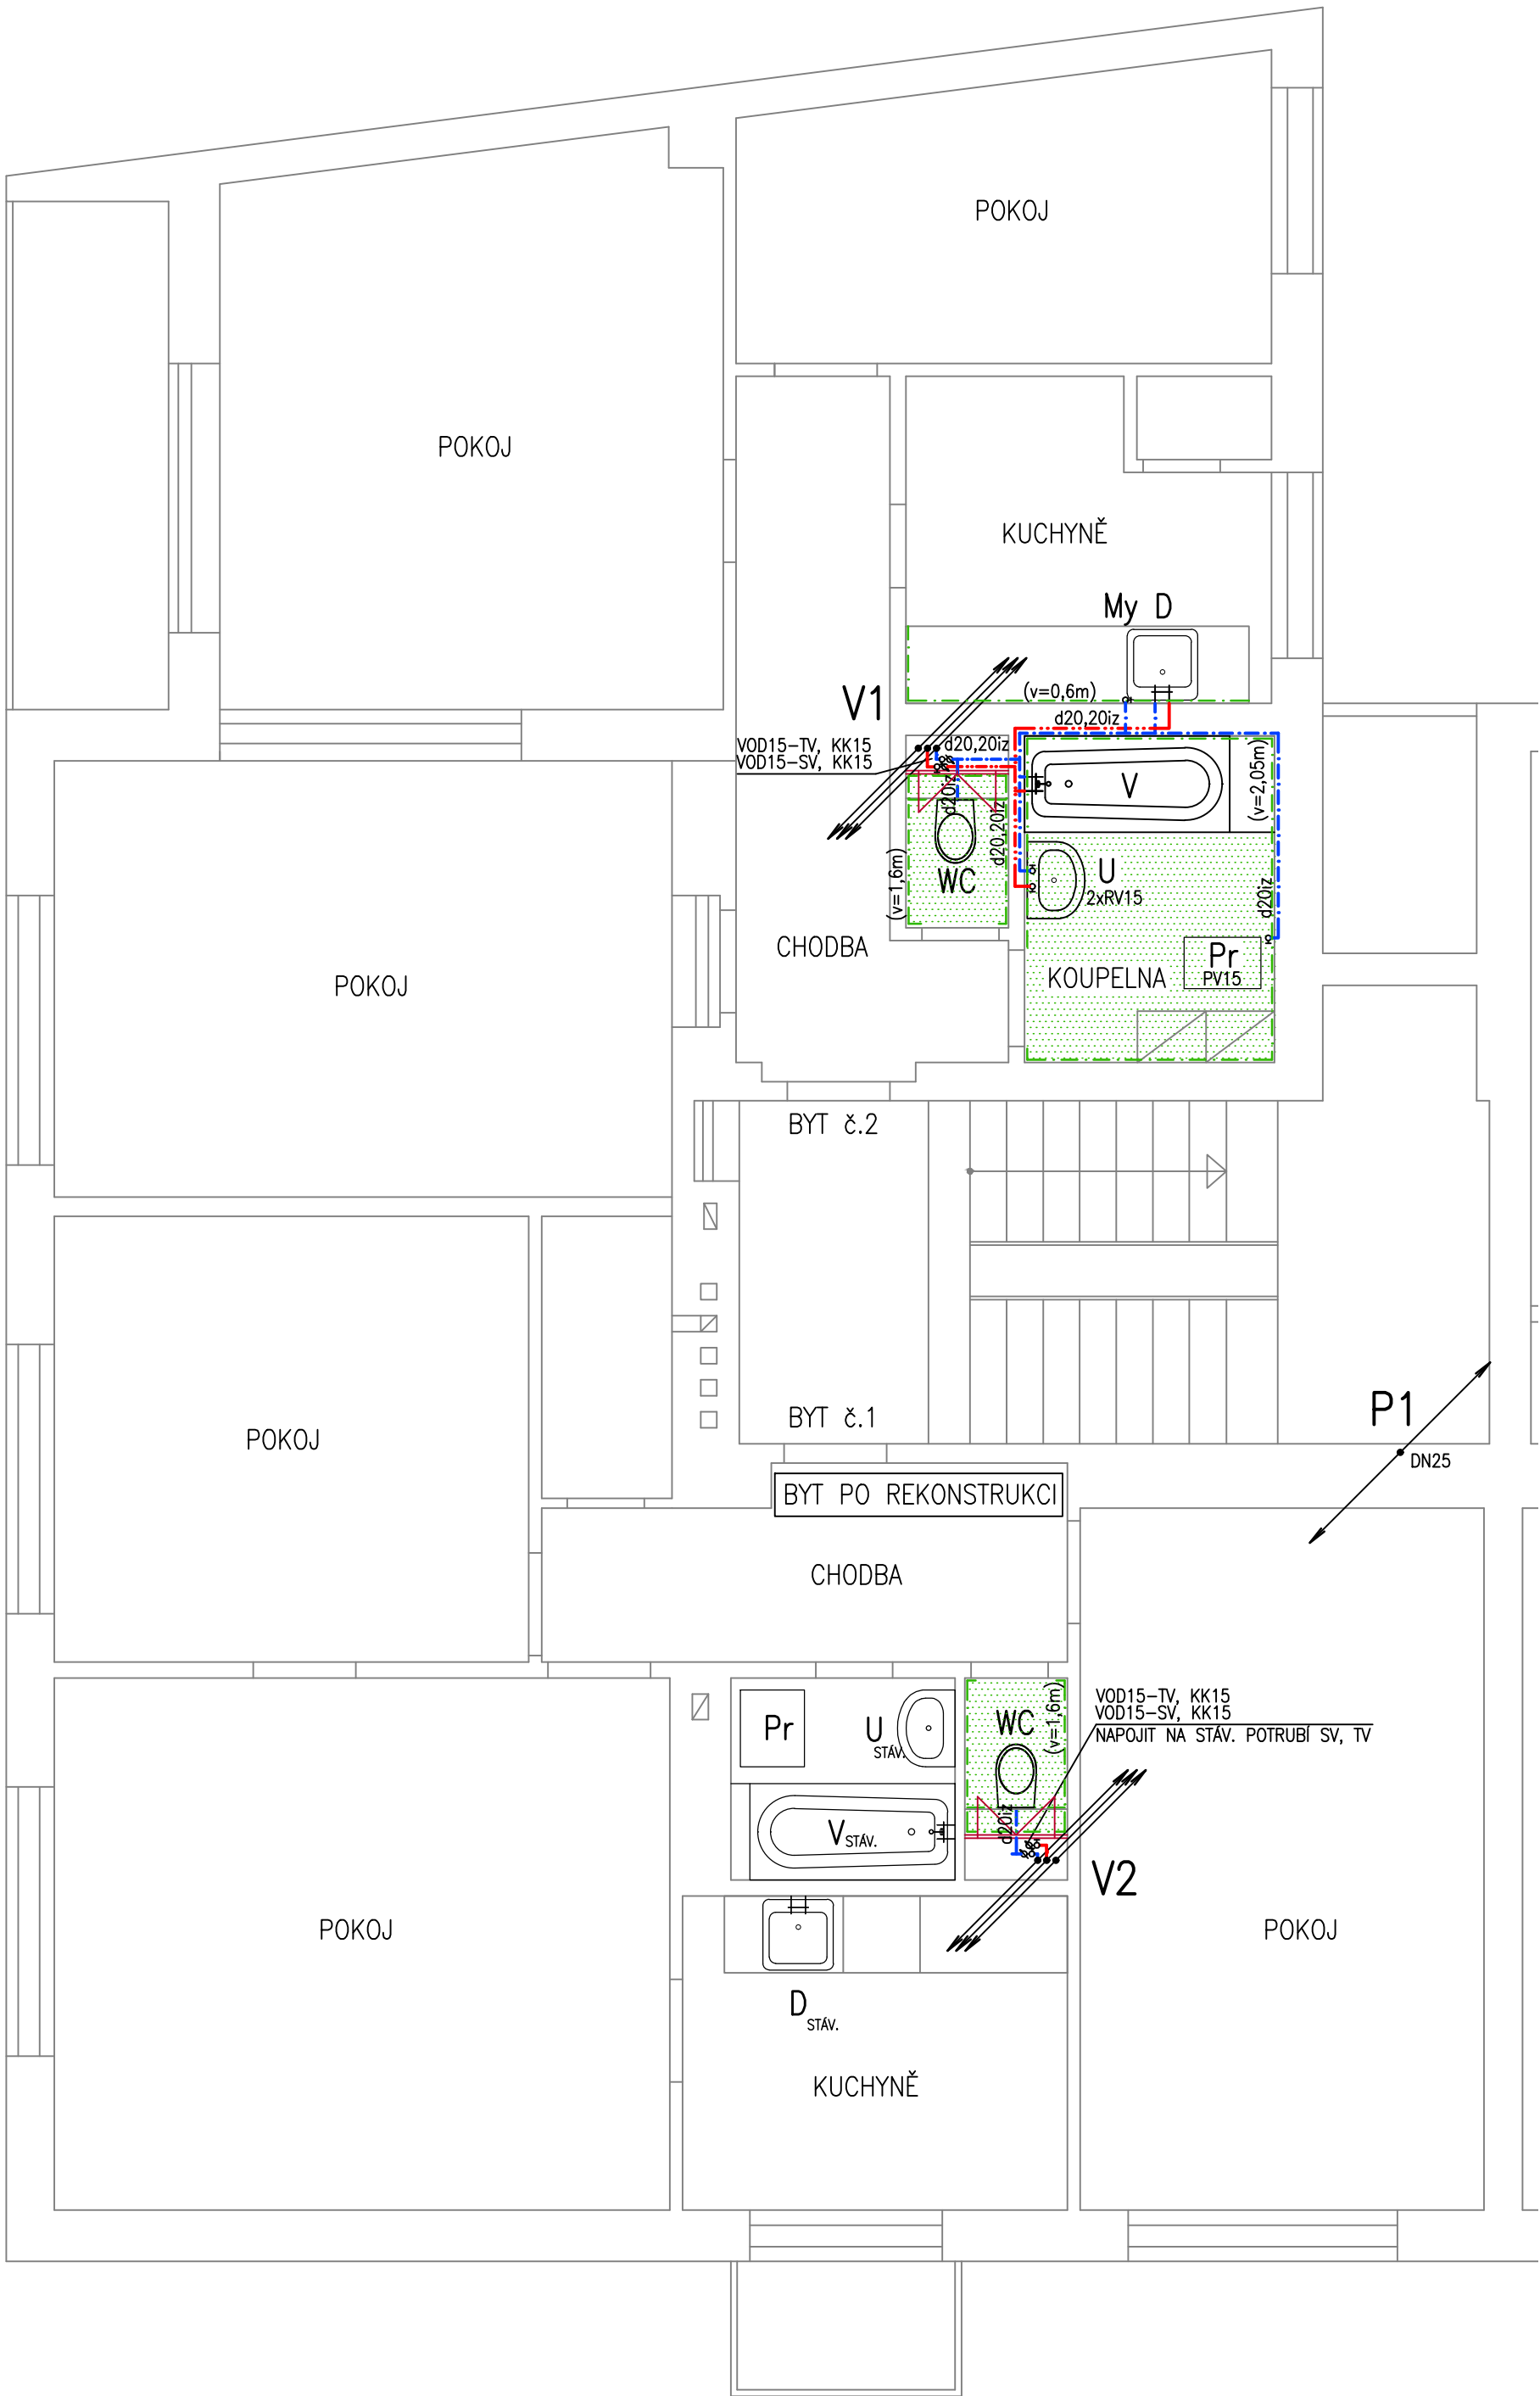 POKOJ
POKOJ
KUCHYNĚ
My D
(v=0,6m)
V1
d20,20iz
VOD15-TV, KK15
VOD15-SV, KK15
d20,20iz
d20iz
d20,20iz
V
(v=2,05m)
(v=1,6m)
WC
U
2xRV15
d20iz
CHODBA
Pr
PV15
KOUPELNA
POKOJ
BYT č.2
POKOJ
BYT č.1
P1
DN25
BYT PO REKONSTRUKCI
CHODBA
VOD15-TV, KK15
VOD15-SV, KK15
NAPOJIT NA STÁV. POTRUBÍ SV, TV
Pr
U
STÁV.
WC
(v=1,6m)
d20iz
V STÁV.
V2
POKOJ
POKOJ
D
STÁV.
KUCHYNĚ